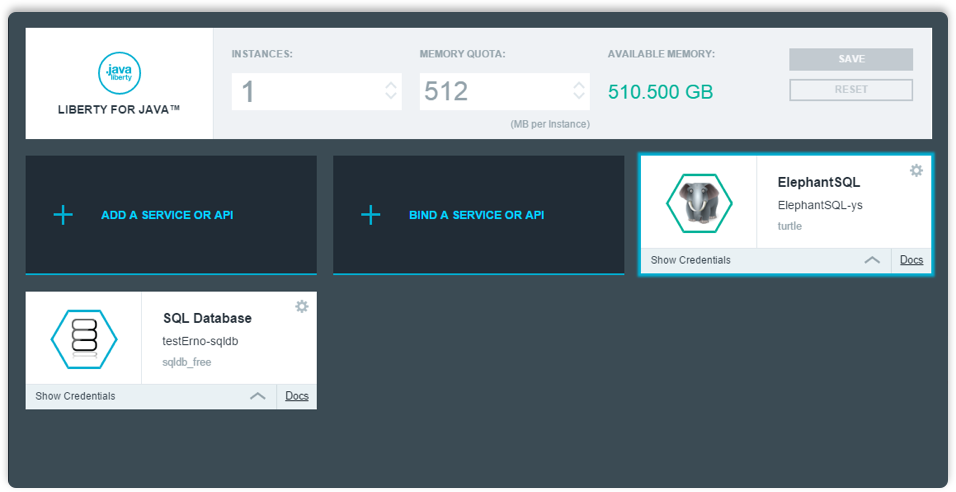 .java
liberty
LIBERTY FOR JAVA™
INSTANCES:
1
MEMORY QUOTA:
512
(MB per Instance)
AVAILABLE MEMORY:
510.500 GB
SAVE
RESET
ADD A SERVICE OR API
BIND A SERVICE OR API
ElephantSQL
ElephantSQL-ys
turtle
Show Credentials
Docs
SQL Database
testErno-sqldb
sqldb_free
Show Credentials
Docs